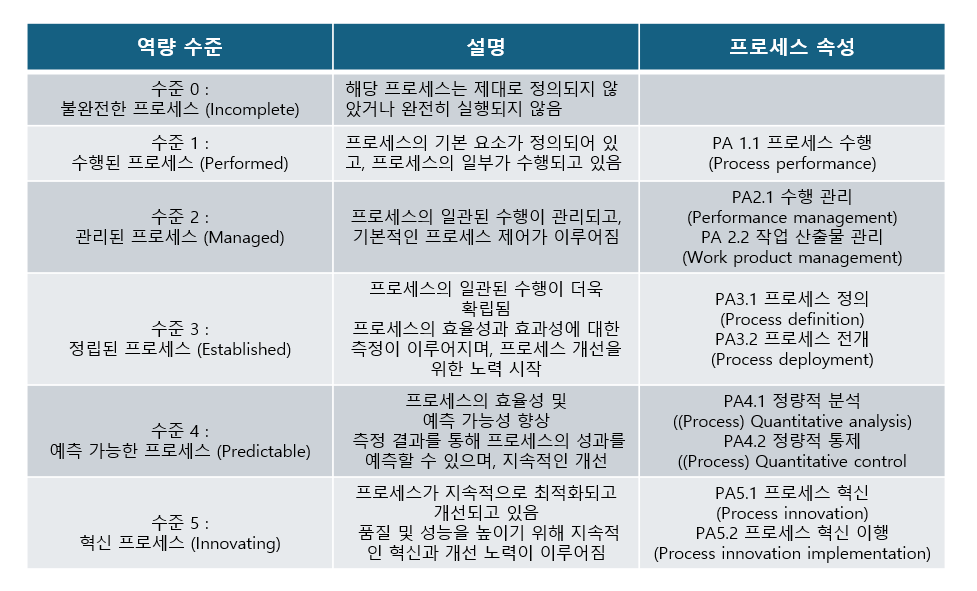 역량 수준
설명
프로세스 속성
수준 0 :
불완전한 프로세스 (Incomplete)
해당 프로세스는 제대로 정의되지 않
았거나 완전히 실행되지 않음
수준 1 :
수행된 프로세스 (Performed)
프로세스의 기본 요소가 정의되어 있
고, 프로세스의 일부가 수행되고 있음
PA 1.1 프로세스 수행
(Process performance)
수준 2 :
관리된 프로세스 (Managed)
프로세스의 일관된 수행이 관리되고,
기본적인 프로세스 제어가 이루어짐
PA2.1 수행 관리
(Performance management)
PA 2.2 작업 산출물 관리
(Work product management)
수준 3 :
정립된 프로세스 (Established)
프로세스의 일관된 수행이 더욱
확립됨
프로세스의 효율성과 효과성에 대한
측정이 이루어지며, 프로세스 개선을
위한 노력 시작
PA3.1 프로세스 정의
(Process definition)
PA3.2 프로세스 전개
(Process deployment)
수준 4 :
예측 가능한 프로세스 (Predictable)
프로세스의 효율성 및
예측 가능성 향상
측정 결과를 통해 프로세스의 성과를
예측할 수 있으며, 지속적인 개선
PA4.1 정량적 분석
((Process) Quantitative analysis)
PA4.2 정량적 통제
((Process) Quantitative control
수준 5 :
혁신 프로세스 (Innovating)
프로세스가 지속적으로 최적화되고
개선되고 있음
품질 및 성능을 높이기 위해 지속적
인 혁신과 개선 노력이 이루어짐
PA5.1 프로세스 혁신
(Process innovation)
PA5.2 프로세스 혁신 이행
(Process innovation implementation)